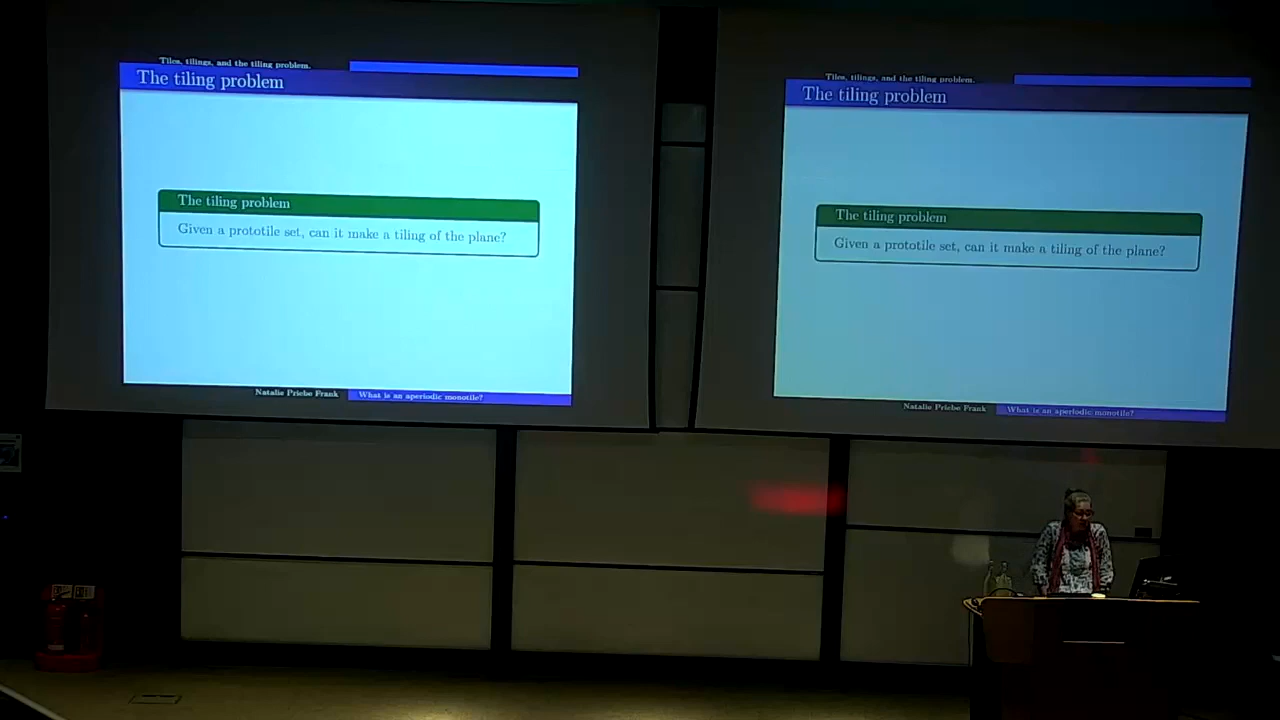 Tiles, tilings, and the tiling problem.
The tiling problem
The tiling problem
Given a prototile set, can it make a tiling of the plane?
Natalie Priebe Frank
What is an aperiodic monotile?
Tiles, tilings, and the tiling problem.
The tiling problem
The tiling problem
Given a prototile set, can it make a tiling of the plane?
Natalie Priebe Frank
What is an aperiodic monotile?